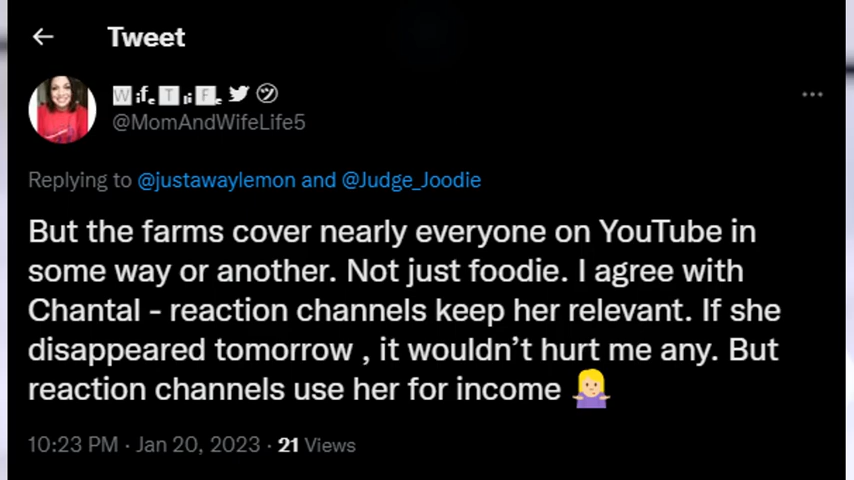 Tweet
🅆ᵢfₑ🅃ₗᵢ🄵ₑ
@MomAndWifeLife5
Replying to @justawaylemon and @Judge_Joodie
But the farms cover nearly everyone on YouTube in
some way or another. Not just foodie. I agree with
Chantal - reaction channels keep her relevant. If she
disappeared tomorrow , it wouldn't hurt me any. But
reaction channels use her for income 🤷🏼‍♀️
10:23 PM · Jan 20, 2023 · 21 Views